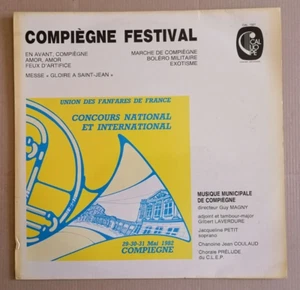 COMPIÈGNE FESTIVAL
EN AVANT, COMPIÈGNE
AMOR, AMOR
FEUX D'ARTIFICE
MESSE « GLOIRE A SAINT-JEAN »
MARCHE DE COMPIÈGNE
BOLÉRO MILITAIRE
EXOTISME
UNION DES FANFARES DE FRANCE
CONCOURS NATIONAL
ET INTERNATIONAL
29-30-31 Mai 1982
COMPIEGNE
MUSIQUE MUNICIPALE
DE COMPIÈGNE
directeur Guy MAGNY
adjoint et tambour-major
Gilbert LAVERDURE
Jacqueline PETIT
soprano
Chanoine Jean COULAUD
Chorale PRÉLUDE
du C.L.E.P.